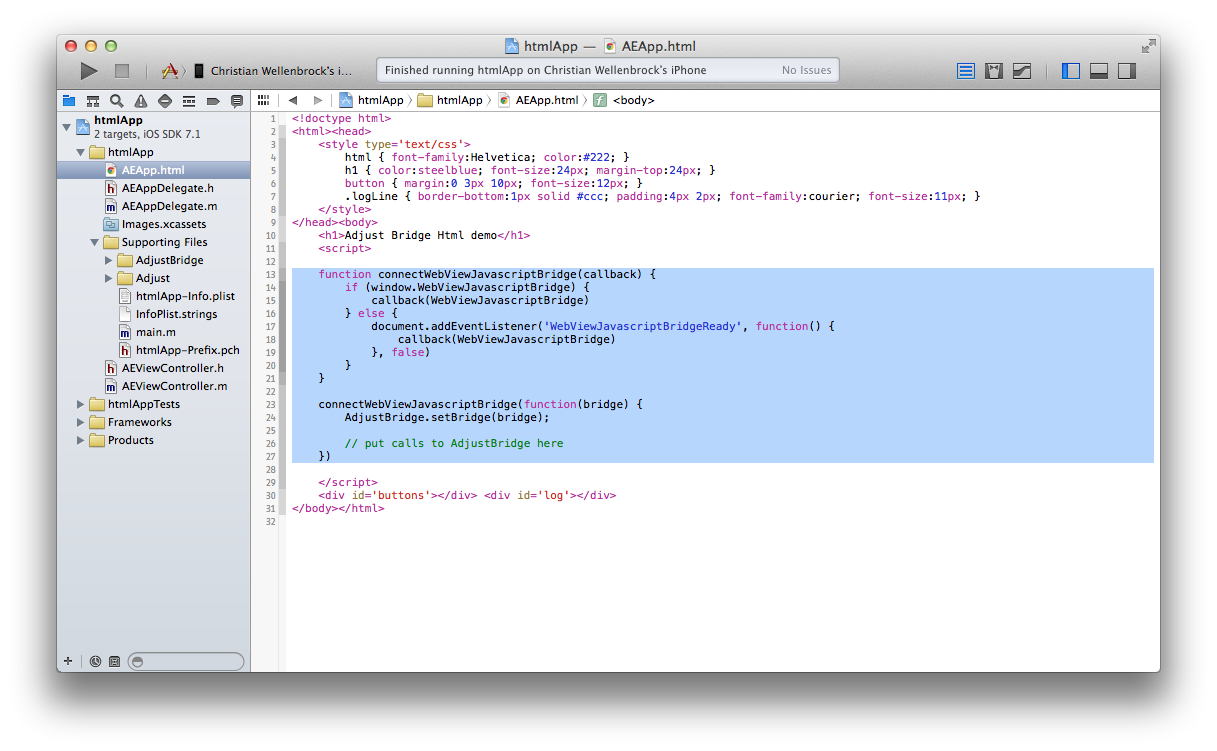 htmlApp — AEApp.html
Christian Wellenbrock's i...
Finished running htmlApp on Christian Wellenbrock's iPhone
No Issues
htmlApp
2 targets, iOS SDK 7.1
htmlApp
AEApp.html
AEAppDelegate.h
AEAppDelegate.m
Images.xcassets
Supporting Files
AdjustBridge
Adjust
htmlApp-Info.plist
InfoPlist.strings
main.m
htmlApp-Prefix.pch
AEViewController.h
AEViewController.m
htmlAppTests
Frameworks
Products
htmlApp htmlApp AEApp.html f <body>
1 <!doctype html>
2 <html><head>
3 <style type='text/css'>
4 html { font-family:Helvetica; color:#222; }
5 h1 { color:steelblue; font-size:24px; margin-top:24px; }
6 button { margin:0 3px 10px; font-size:12px; }
7 .logLine { border-bottom:1px solid #ccc; padding:4px 2px; font-family:courier; font-size:11px; }
8 </style>
9 </head><body>
10 <h1>Adjust Bridge Html demo</h1>
11 <script>
12
13 function connectWebViewJavascriptBridge(callback) {
14 if (window.WebViewJavascriptBridge) {
15 callback(WebViewJavascriptBridge)
16 } else {
17 document.addEventListener('WebViewJavascriptBridgeReady', function() {
18 callback(WebViewJavascriptBridge)
19 }, false)
20 }
21 }
22
23 connectWebViewJavascriptBridge(function(bridge) {
24 AdjustBridge.setBridge(bridge);
25
26 // put calls to AdjustBridge here
27 })
28
29 </script>
30 <div id='buttons'></div> <div id='log'></div>
31 </body></html>
32